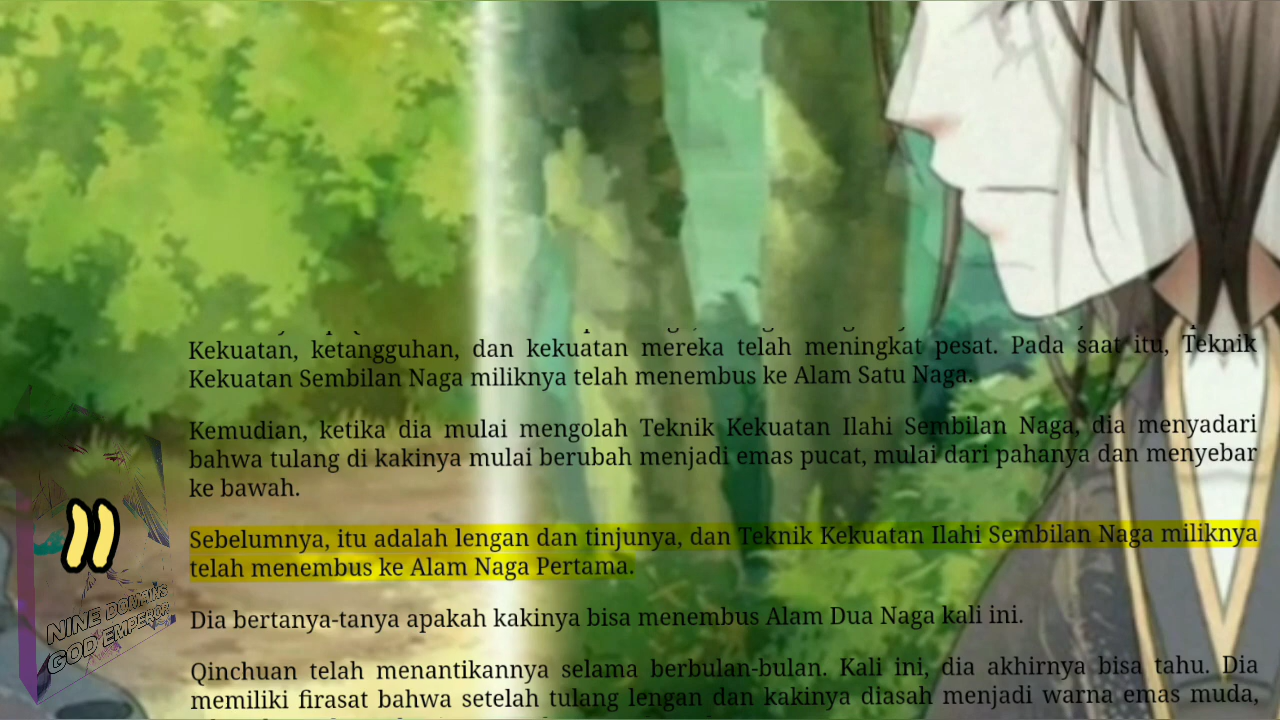 Kekuatan, ketangguhan, dan kekuatan mereka telah meningkat pesat. Pada saat itu, Teknik
Kekuatan Sembilan Naga miliknya telah menembus ke Alam Satu Naga.
Kemudian, ketika dia mulai mengolah Teknik Kekuatan Ilahi Sembilan Naga, dia menyadari
bahwa tulang di kakinya mulai berubah menjadi emas pucat, mulai dari pahanya dan menyebar
ke bawah.
Sebelumnya, itu adalah lengan dan tinjunya, dan Teknik Kekuatan Ilahi Sembilan Naga miliknya
telah menembus ke Alam Naga Pertama.
Dia bertanya-tanya apakah kakinya bisa menembus Alam Dua Naga kali ini.
Qinchuan telah menantikannya selama berbulan-bulan. Kali ini, dia akhirnya bisa tahu. Dia
memiliki firasat bahwa setelah tulang lengan dan kakinya diasah menjadi warna emas muda,
NINE DOMAINS
GOD EMPEROR